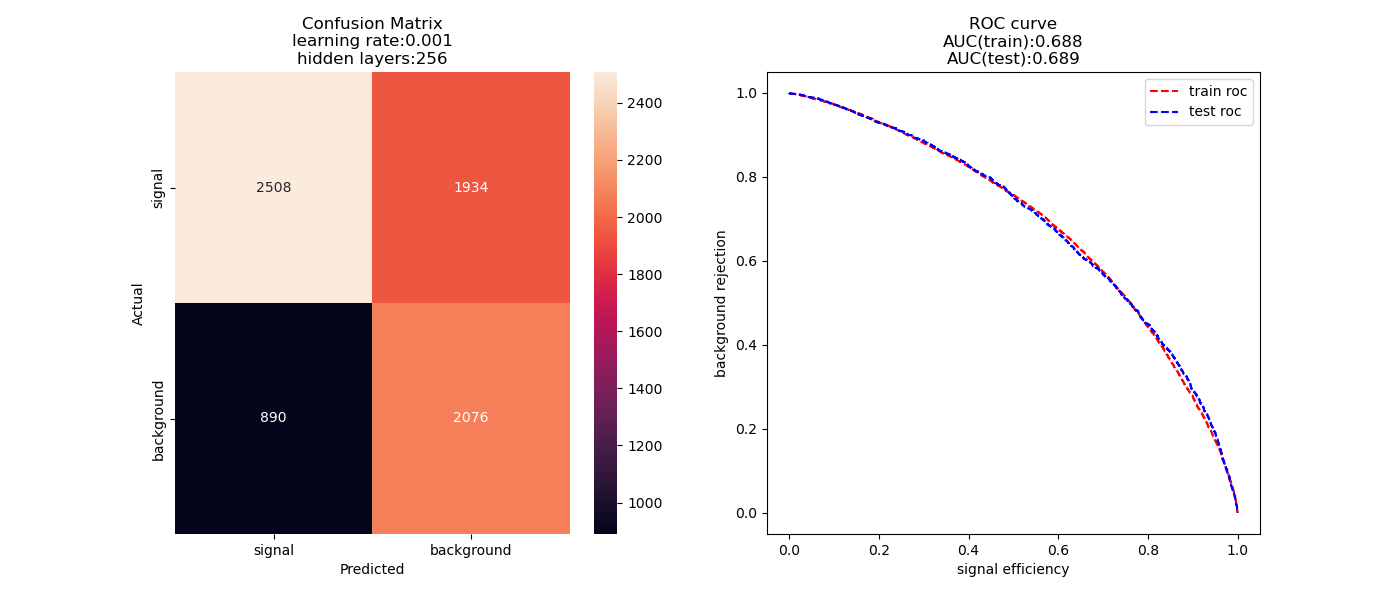 Confusion Matrix
learning rate:0.001
hidden layers:256
signal
background
Actual
2508
1934
890
2076
signal
background
Predicted
2400
2200
2000
1800
1600
1400
1200
1000
ROC curve
AUC(train):0.688
AUC(test):0.689
train roc
test roc
background rejection
1.0
0.8
0.6
0.4
0.2
0.0
0.0
0.2
0.4
0.6
0.8
1.0
signal efficiency